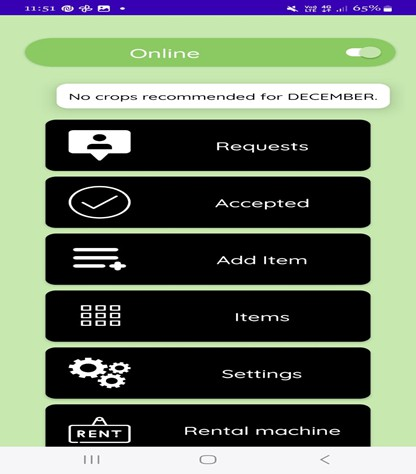 11:51 65%
Online
No crops recommended for DECEMBER.
Requests
Accepted
Add Item
Items
Settings
RENT Rental machine